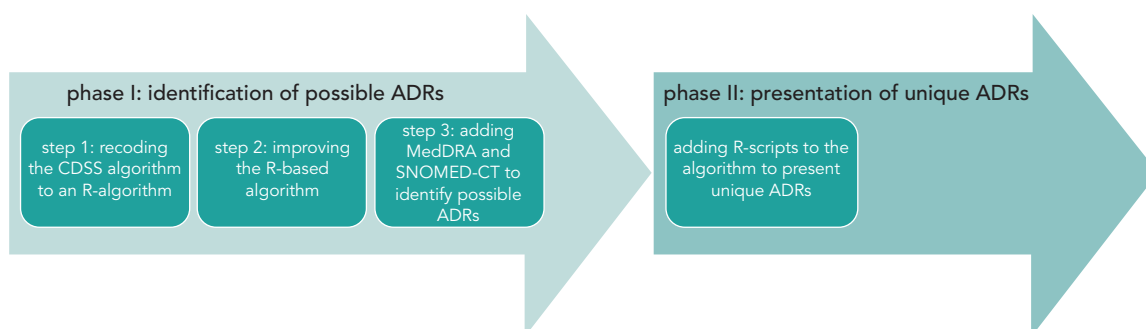 phase I: identification of possible ADRs
step 1: recoding
the CDSS algorithm
to an R-algorithm
step 2: improving
the R-based
algorithm
step 3: adding
MedDRA and
SNOMED-CT to
identify possible
ADRs
phase II: presentation of unique ADRs
adding R-scripts to the
algorithm to present
unique ADRs